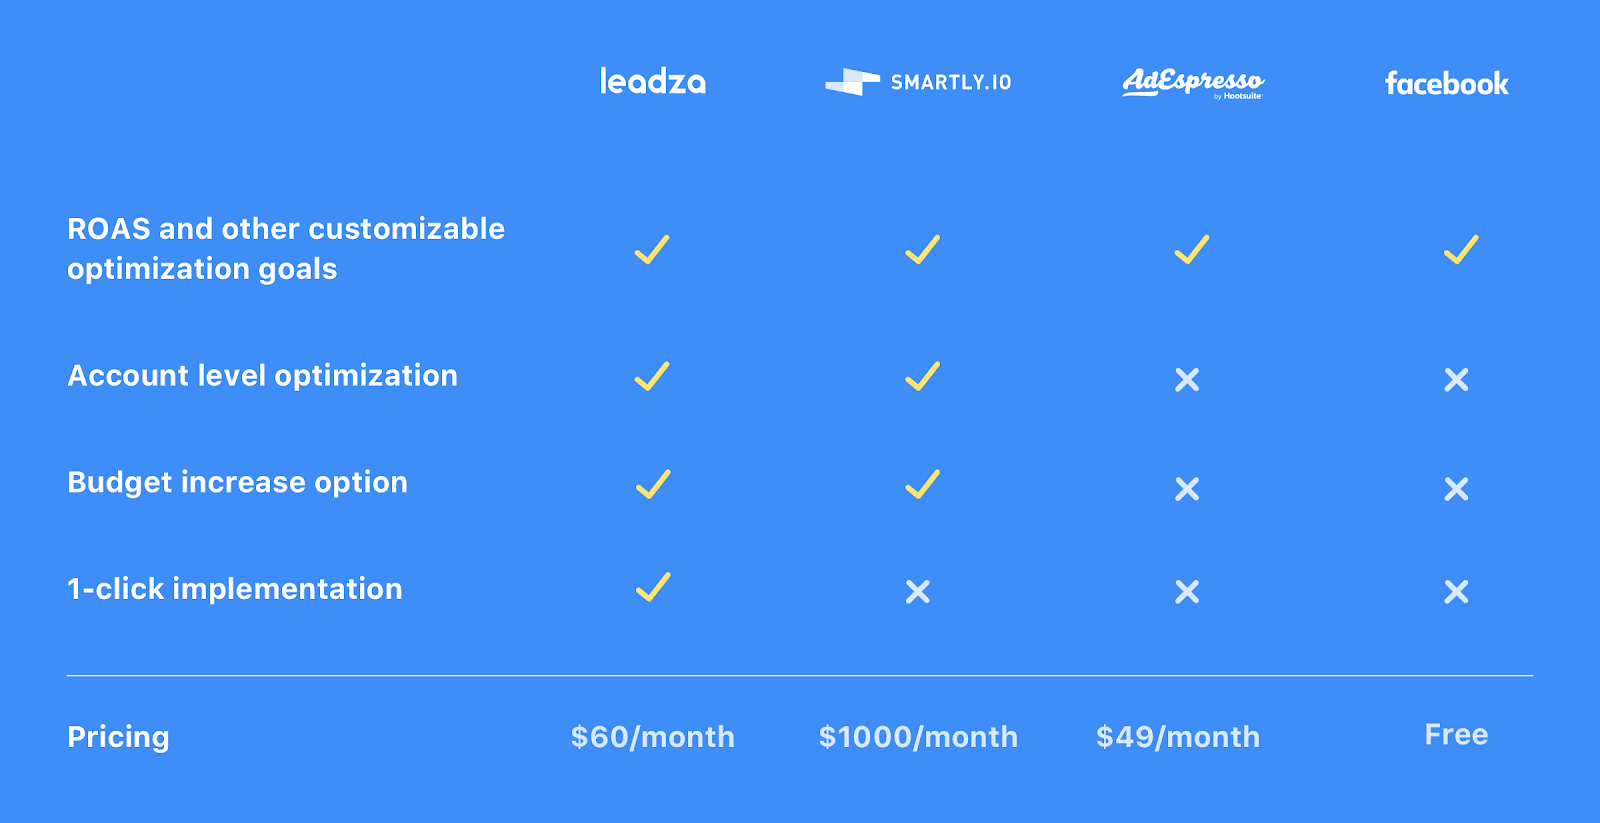 leadza SMARTLY.IO AdEspresso facebook
by Hootsuite™
ROAS and other customizable
optimization goals
Account level optimization
Budget increase option
1-click implementation
Pricing $60/month $1000/month $49/month Free